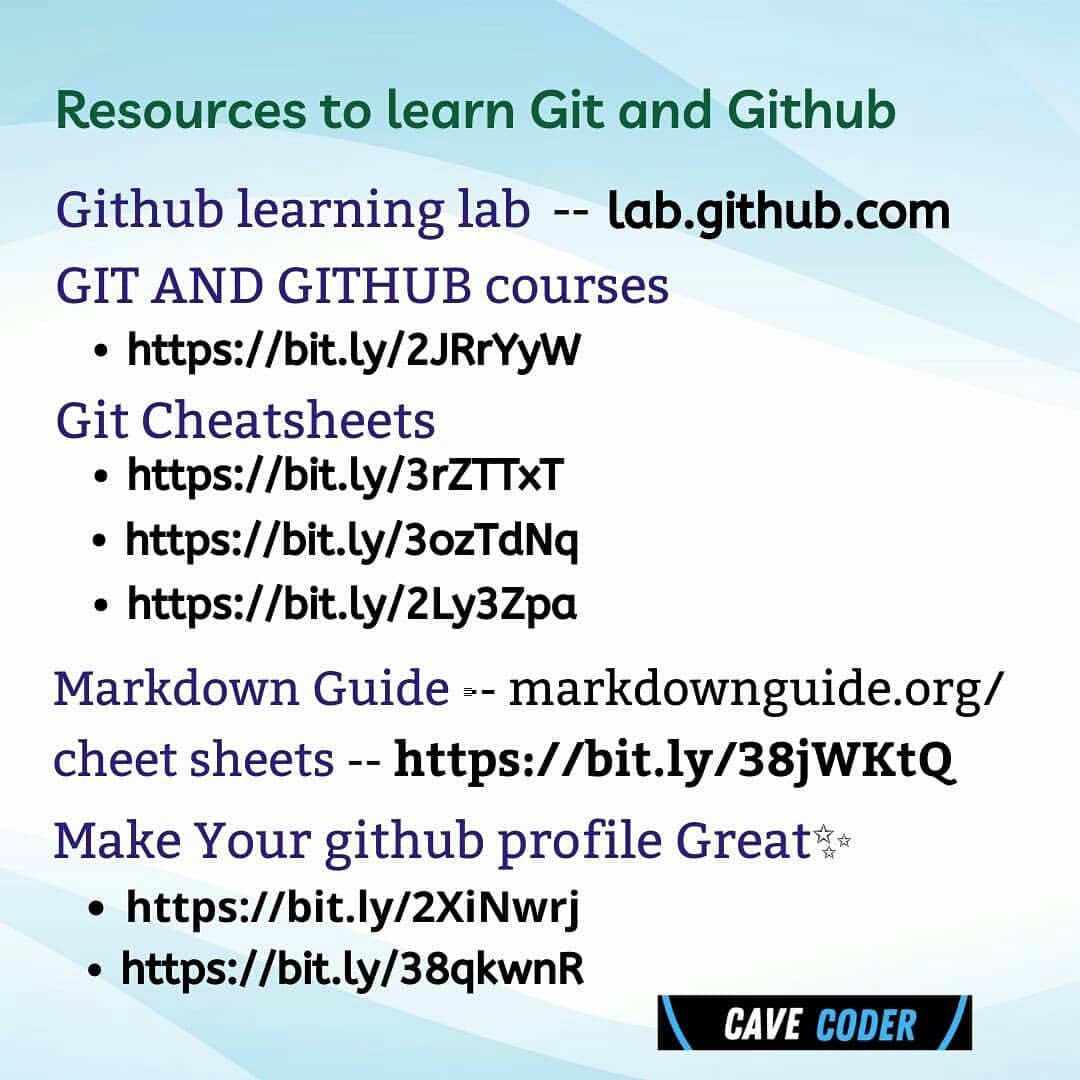 Resources to learn Git and Github
Github learning lab -- lab.github.com
GIT AND GITHUB courses
• https://bit.ly/2JRrYyW
Git Cheatsheets
• https://bit.ly/3rZTTxT
• https://bit.ly/3ozTdNq
• https://bit.ly/2Ly3Zpa
Markdown Guide -- markdownguide.org/
cheet sheets -- https://bit.ly/38jWKtQ
Make Your github profile Great✨
• https://bit.ly/2XiNwrj
• https://bit.ly/38qkwnR
CAVE CODER